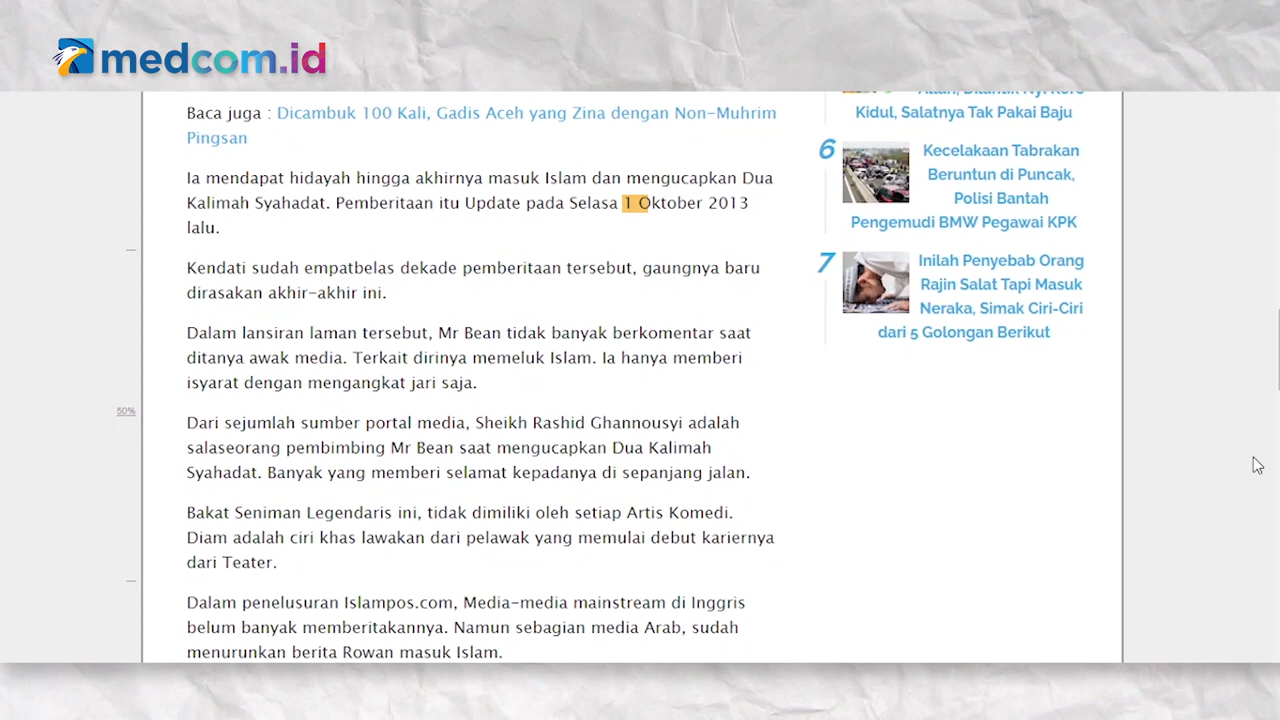 medcom.id
Baca juga : Dicambuk 100 Kali, Gadis Aceh yang Zina dengan Non-Muhrim
Pingsan
Ia mendapat hidayah hingga akhirnya masuk Islam dan mengucapkan Dua
Kalimah Syahadat. Pemberitaan itu Update pada Selasa 1 Oktober 2013
lalu.
Kendati sudah empatbelas dekade pemberitaan tersebut, gaungnya baru
dirasakan akhir-akhir ini.
Dalam lansiran laman tersebut, Mr Bean tidak banyak berkomentar saat
ditanya awak media. Terkait dirinya memeluk Islam. Ia hanya memberi
isyarat dengan mengangkat jari saja.
50%
Dari sejumlah sumber portal media, Sheikh Rashid Ghannousyi adalah
salaseorang pembimbing Mr Bean saat mengucapkan Dua Kalimah
Syahadat. Banyak yang memberi selamat kepadanya di sepanjang jalan.
Bakat Seniman Legendaris ini, tidak dimiliki oleh setiap Artis Komedi.
Diam adalah ciri khas lawakan dari pelawak yang memulai debut kariernya
dari Teater.
Dalam penelusuran Islampos.com, Media-media mainstream di Inggris
belum banyak memberitakannya. Namun sebagian media Arab, sudah
menurunkan berita Rowan masuk Islam.
Kidul, Salatnya Tak Pakai Baju
6
Kecelakaan Tabrakan
Beruntun di Puncak,
Polisi Bantah
Pengemudi BMW Pegawai KPK
7
Inilah Penyebab Orang
Rajin Salat Tapi Masuk
Neraka, Simak Ciri-Ciri
dari 5 Golongan Berikut